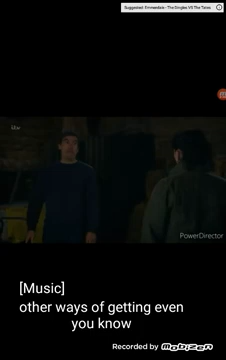 Suggested: Emmerdale - The Dingles VS The Tates
itv
PowerDirector
[Music]
other ways of getting even
you know
Recorded by mobizen